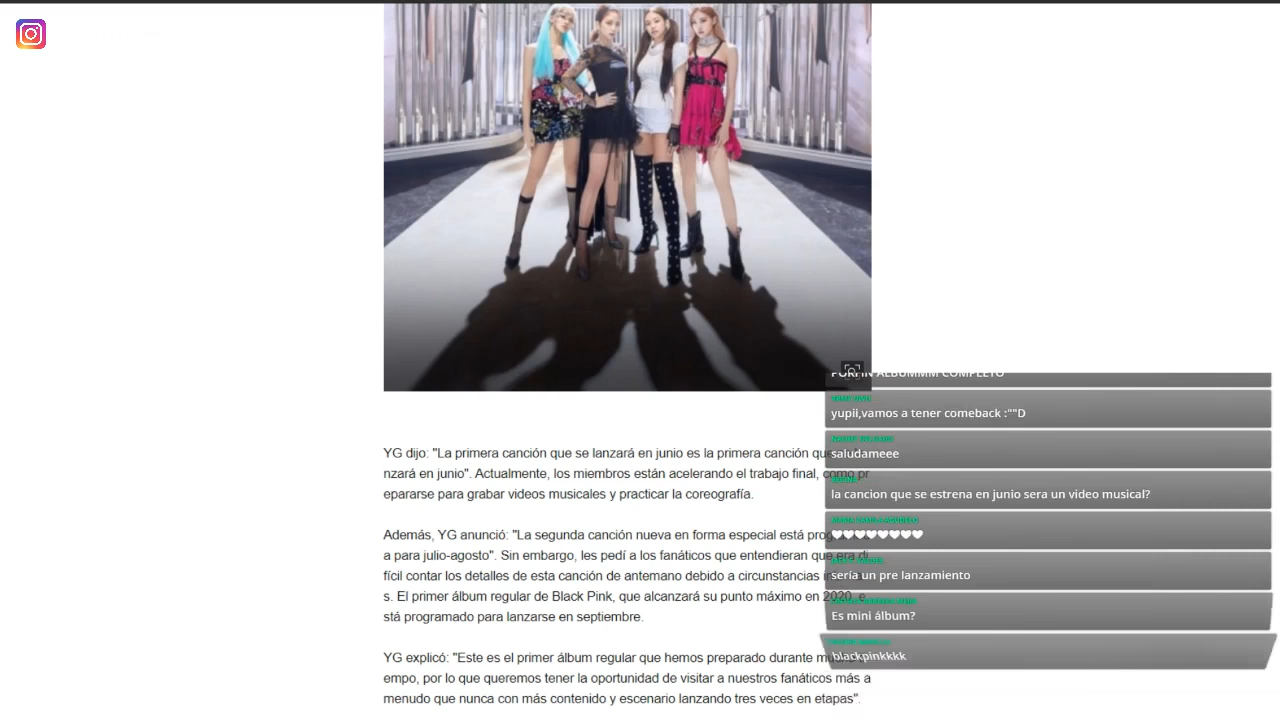 YG dijo: "La primera canción que se lanzará en junio es la primera canción que
nzará en junio". Actualmente, los miembros están acelerando el trabajo final, como pr
epararse para grabar videos musicales y practicar la coreografía.
Además, YG anunció: "La segunda canción nueva en forma especial está
a para julio-agosto". Sin embargo, les pedí a los fanáticos que entendieran que era di
fícil contar los detalles de esta canción de antemano debido a circunstancias
s. El primer álbum regular de Black Pink, que alcanzará su punto máximo en 2020, e
stá programado para lanzarse en septiembre.
YG explicó: "Este es el primer álbum regular que hemos preparado durante
empo, por lo que queremos tener la oportunidad de visitar a nuestros fanáticos más a
menudo que nunca con más contenido y escenario lanzando tres veces en etapas".
PORFIN ALBUMMM COMPLETO
yupii,vamos a tener comeback :""D
saludameee
la cancion que se estrena en junio sera un video musical?
sería un pre lanzamiento
Es mini álbum?
blackpinkkkk